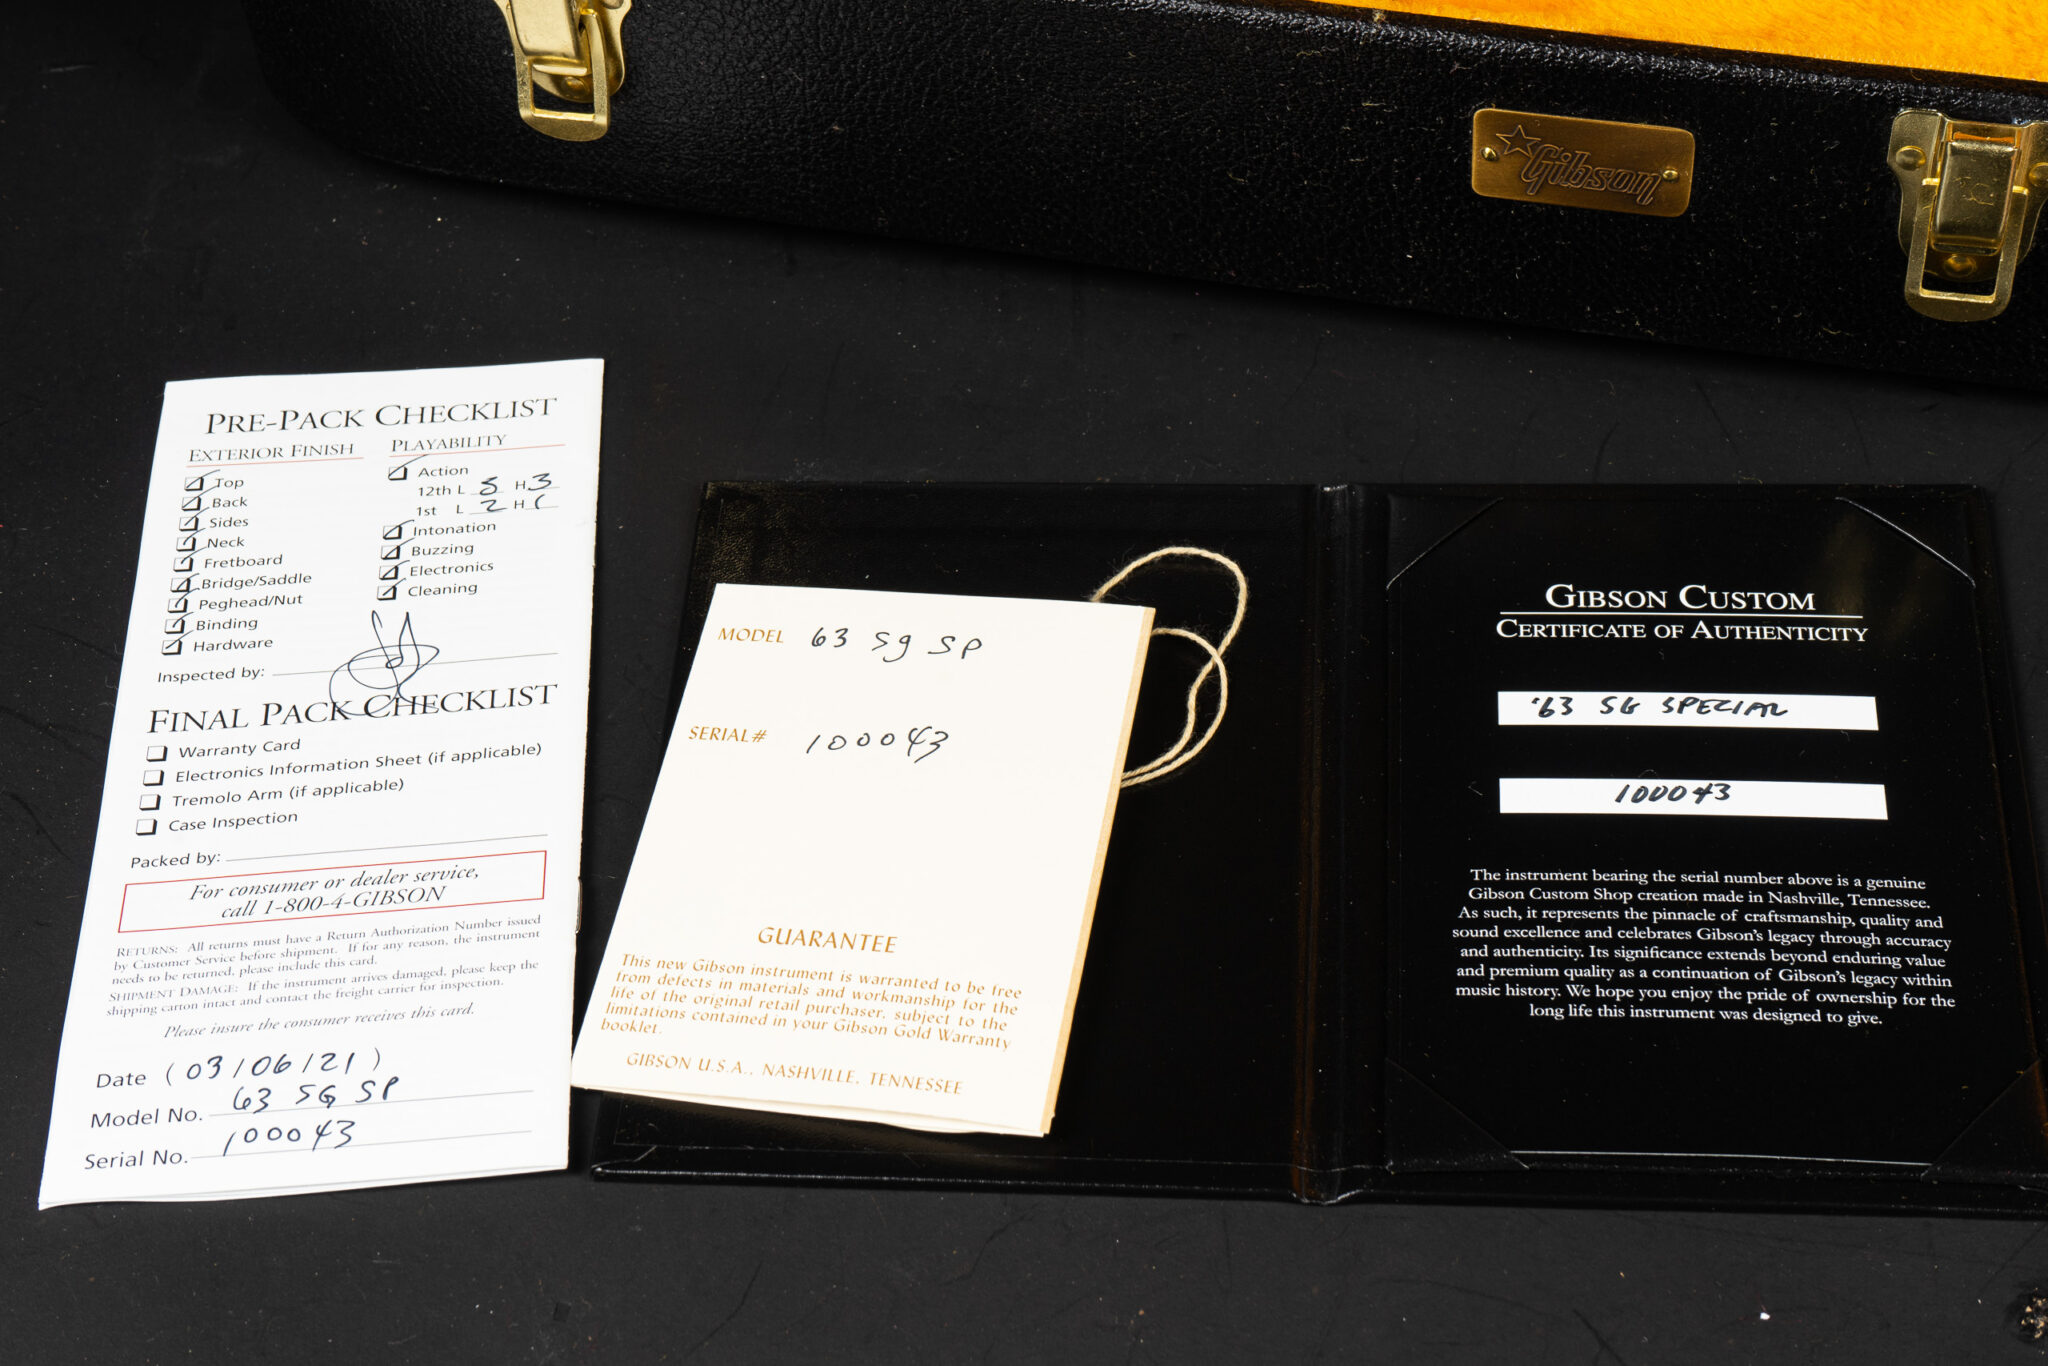 Gibson
PRE-PACK CHECKLIST
EXTERIOR FINISH
Top
Back
Sides
Neck
Fretboard
Bridge/Saddle
Peghead/Nut
Binding
Hardware
PLAYABILITY
Action
12th L 5 H 3
1st L 2 H 1
Intonation
Buzzing
Electronics
Cleaning
Inspected by:
FINAL PACK CHECKLIST
Warranty Card
Electronics Information Sheet (if applicable)
Tremolo Arm (if applicable)
Case Inspection
Packed by:
For consumer or dealer service,
call 1-800-4-GIBSON
RETURNS: All returns must have a Return Authorization Number issued
by Customer Service before shipment. If for any reason, the instrument
needs to be returned, please include this card.
SHIPMENT DAMAGE: If the instrument arrives damaged, please keep the
shipping carton intact and contact the freight carrier for inspection.
Please insure the consumer receives this card.
Date (03/06/21)
Model No. 63 SG SP
Serial No. 100043
MODEL 63 Sg SP
SERIAL# 100043
GUARANTEE
This new Gibson instrument is warranted to be free
from defects in materials and workmanship for the
life of the original retail purchaser, subject to the
limitations contained in your Gibson Gold Warranty
booklet.
GIBSON U.S.A., NASHVILLE, TENNESSEE
GIBSON CUSTOM
CERTIFICATE OF AUTHENTICITY
'63 SG SPECIAL
100043
The instrument bearing the serial number above is a genuine
Gibson Custom Shop creation made in Nashville, Tennessee.
As such, it represents the pinnacle of craftsmanship, quality and
sound excellence and celebrates Gibson's legacy through accuracy
and authenticity. Its significance extends beyond enduring value
and premium quality as a continuation of Gibson's legacy within
music history. We hope you enjoy the pride of ownership for the
long life this instrument was designed to give.